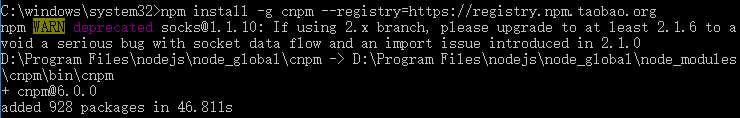 C:\windows\system32>npm install -g cnpm --registry=https://registry.npm.taobao.org
npm WARN deprecated socks@1.1.10: If using 2.x branch, please upgrade to at least 2.1.6 to a
void a serious bug with socket data flow and an import issue introduced in 2.1.0
D:\Program Files\nodejs\node_global\cnpm -> D:\Program Files\nodejs\node_global\node_modules
\cnpm\bin\cnpm
+ cnpm@6.0.0
added 928 packages in 46.811s